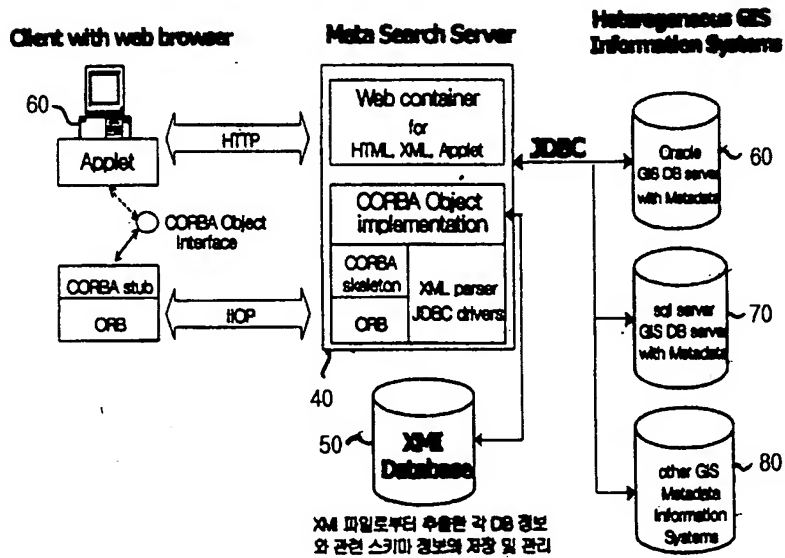 Client with web browser
60
Applet
HTTP
CORBA Object
Interface
CORBA stub
ORB
IIOP
Meta Search Server
Web container
for
HTML, XML, Applet
CORBA Object
implementation
CORBA
skeleton
ORB
XML parser
JDBC drivers
40
50
XMI
Database
XMI 파일로부터 추출한 각 DB 정보
와 관련 스키마 정보의 저장 및 관리
JDBC
Heterogeneous GIS
Information Systems
Oracle
GIS DB server
with Metadata
60
sql server
GIS DB server
with Metadata
70
other GIS
Metadata
Information
Systems
80